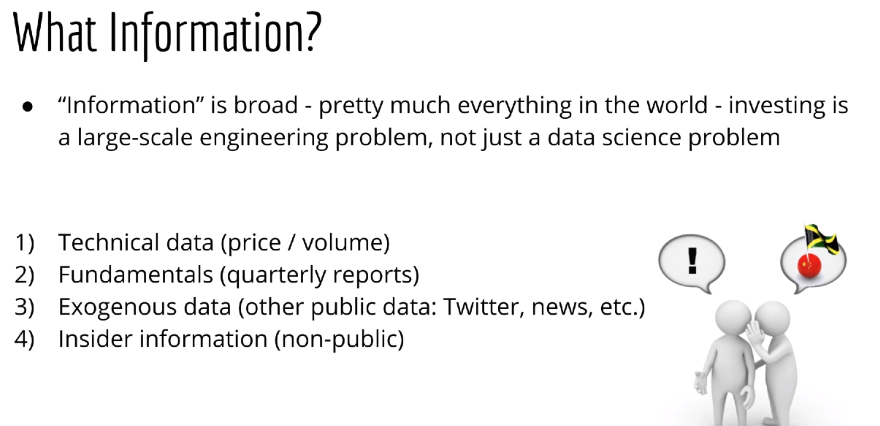 What Information?
● “Information” is broad - pretty much everything in the world - investing is
a large-scale engineering problem, not just a data science problem
1) Technical data (price / volume)
2) Fundamentals (quarterly reports)
3) Exogenous data (other public data: Twitter, news, etc.)
4) Insider information (non-public)
!